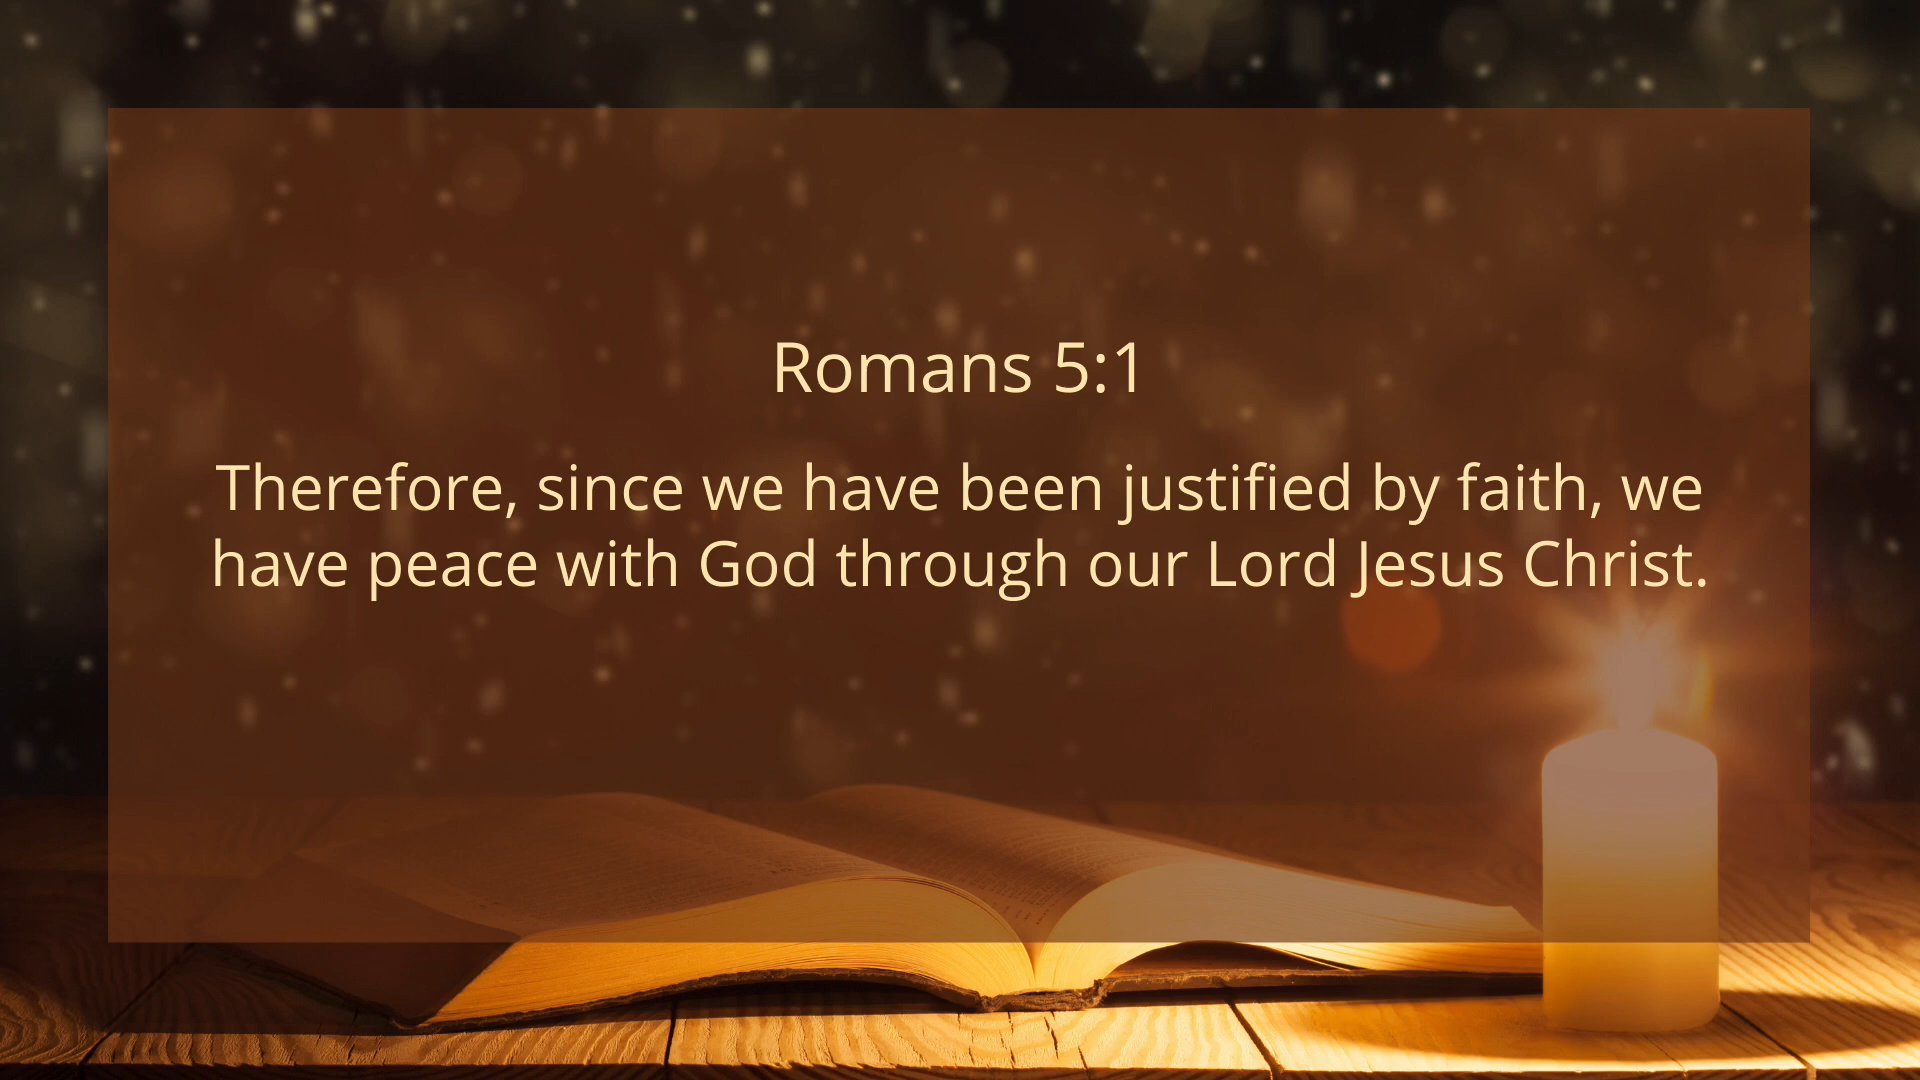 Romans 5:1
Therefore, since we have been justified by faith, we
have peace with God through our Lord Jesus Christ.